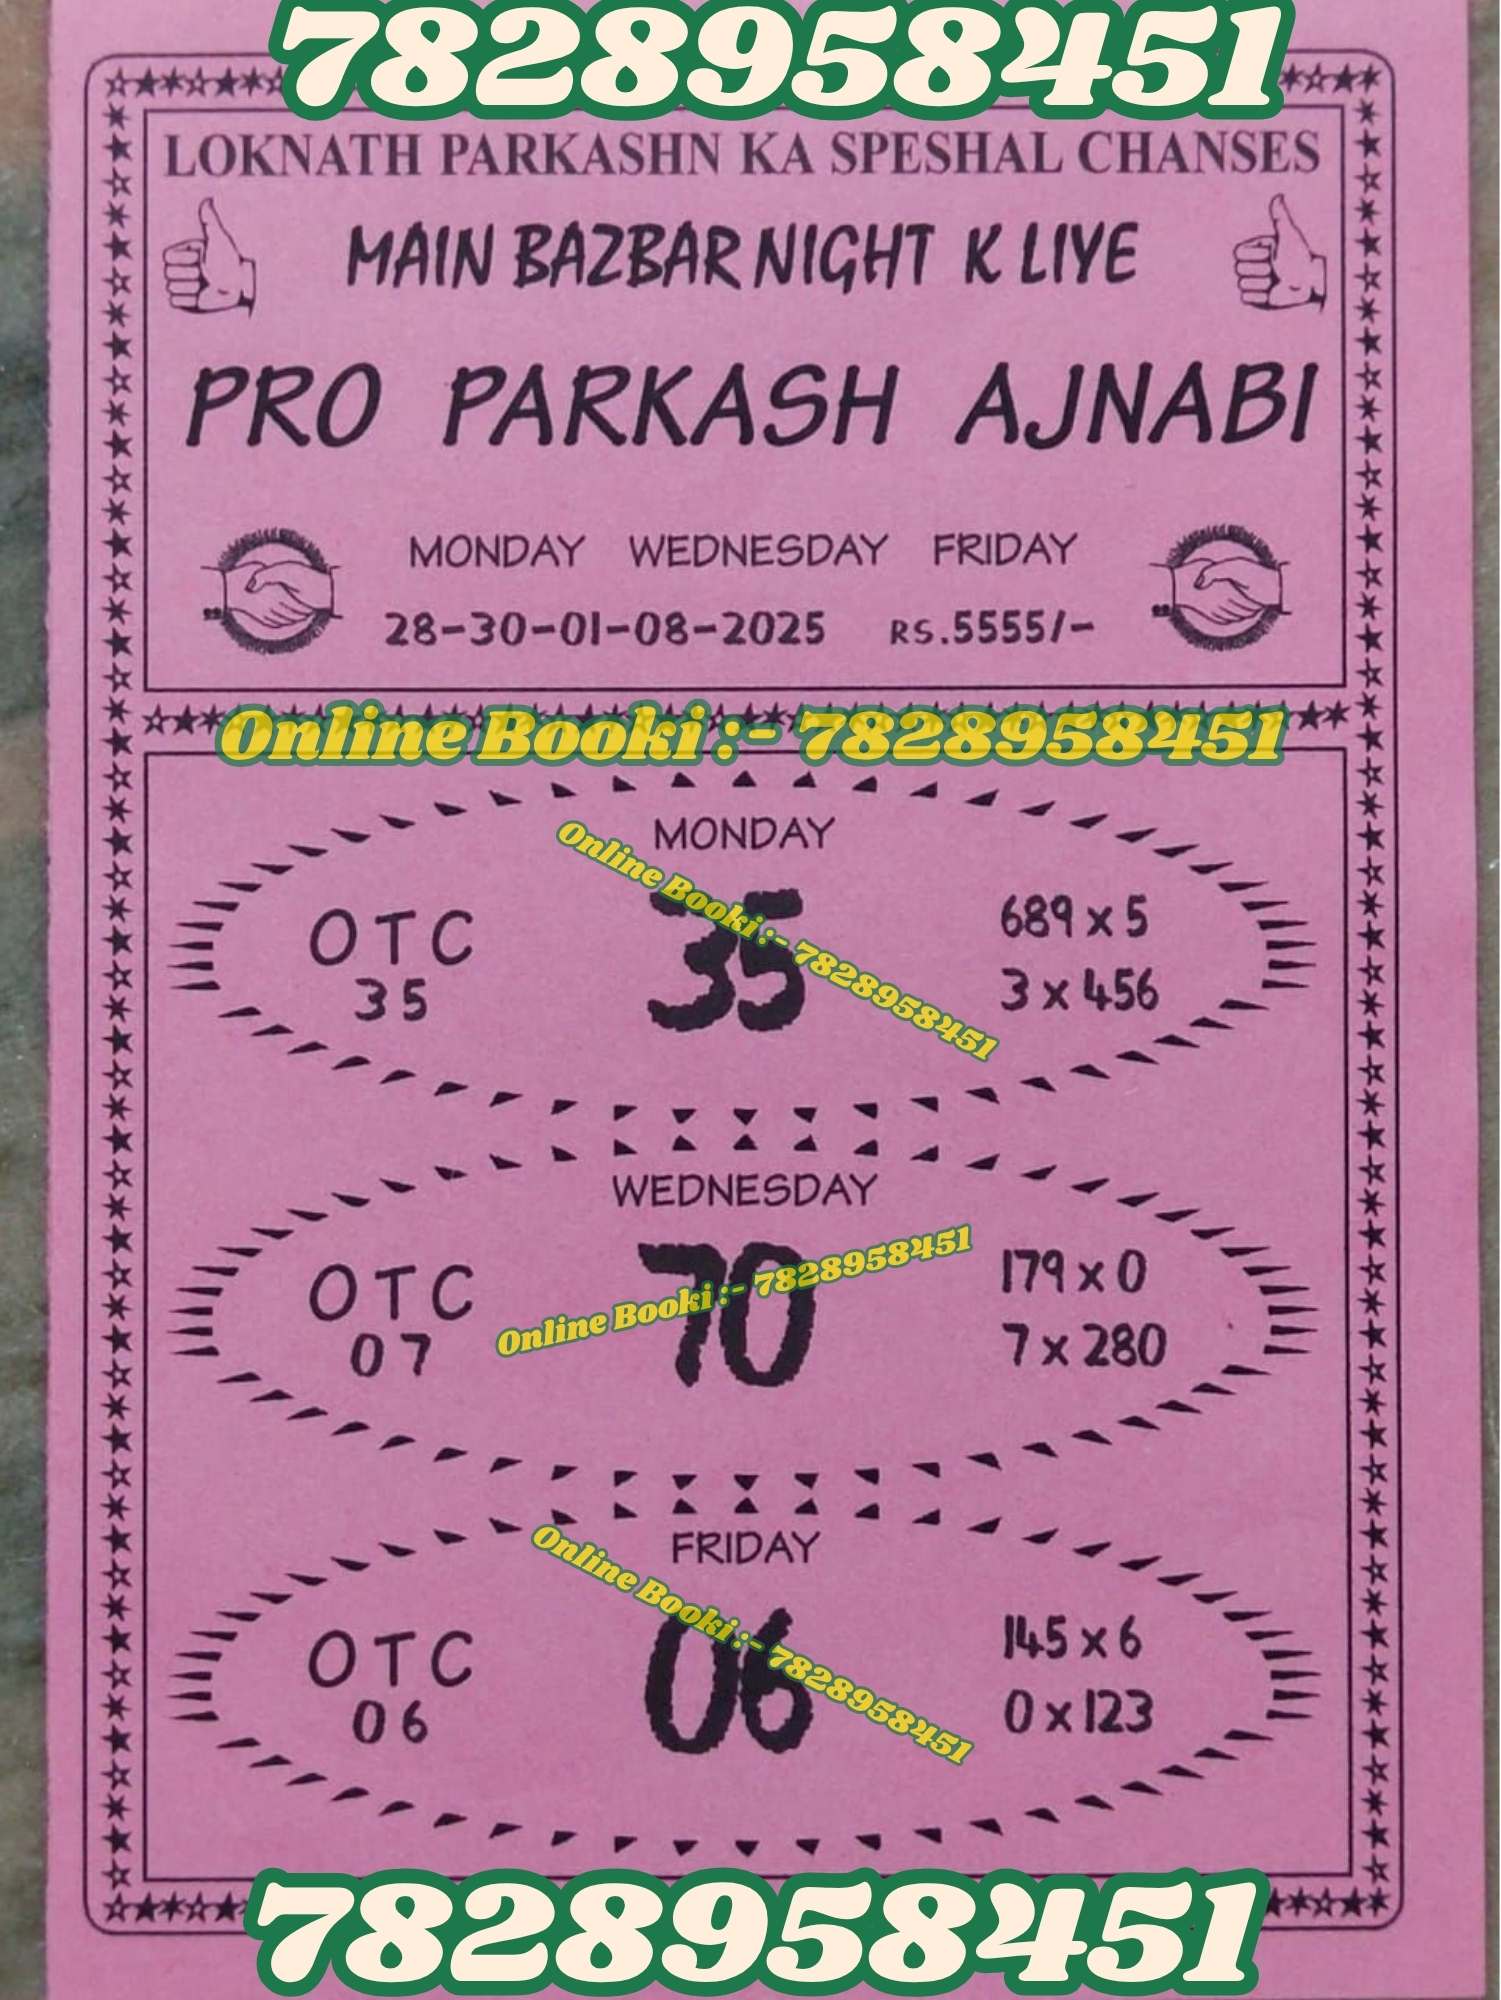 7828958451
LOKNATH PARKASHN KA SPESHAL CHANSES
MAIN BAZBAR NIGHT K LIYE
PRO PARKASH AJNABI
MONDAY WEDNESDAY FRIDAY
28-30-01-08-2025 RS.5555/-
Online Booki :- 7828958451
MONDAY
OTC
35
35
689 x 5
3 x 456
Online Booki :- 7828958451
WEDNESDAY
OTC
07
70
179 x 0
7 x 280
Online Booki :- 7828958451
FRIDAY
OTC
06
06
145 x 6
0 x 123
Online Booki :- 7828958451
7828958451